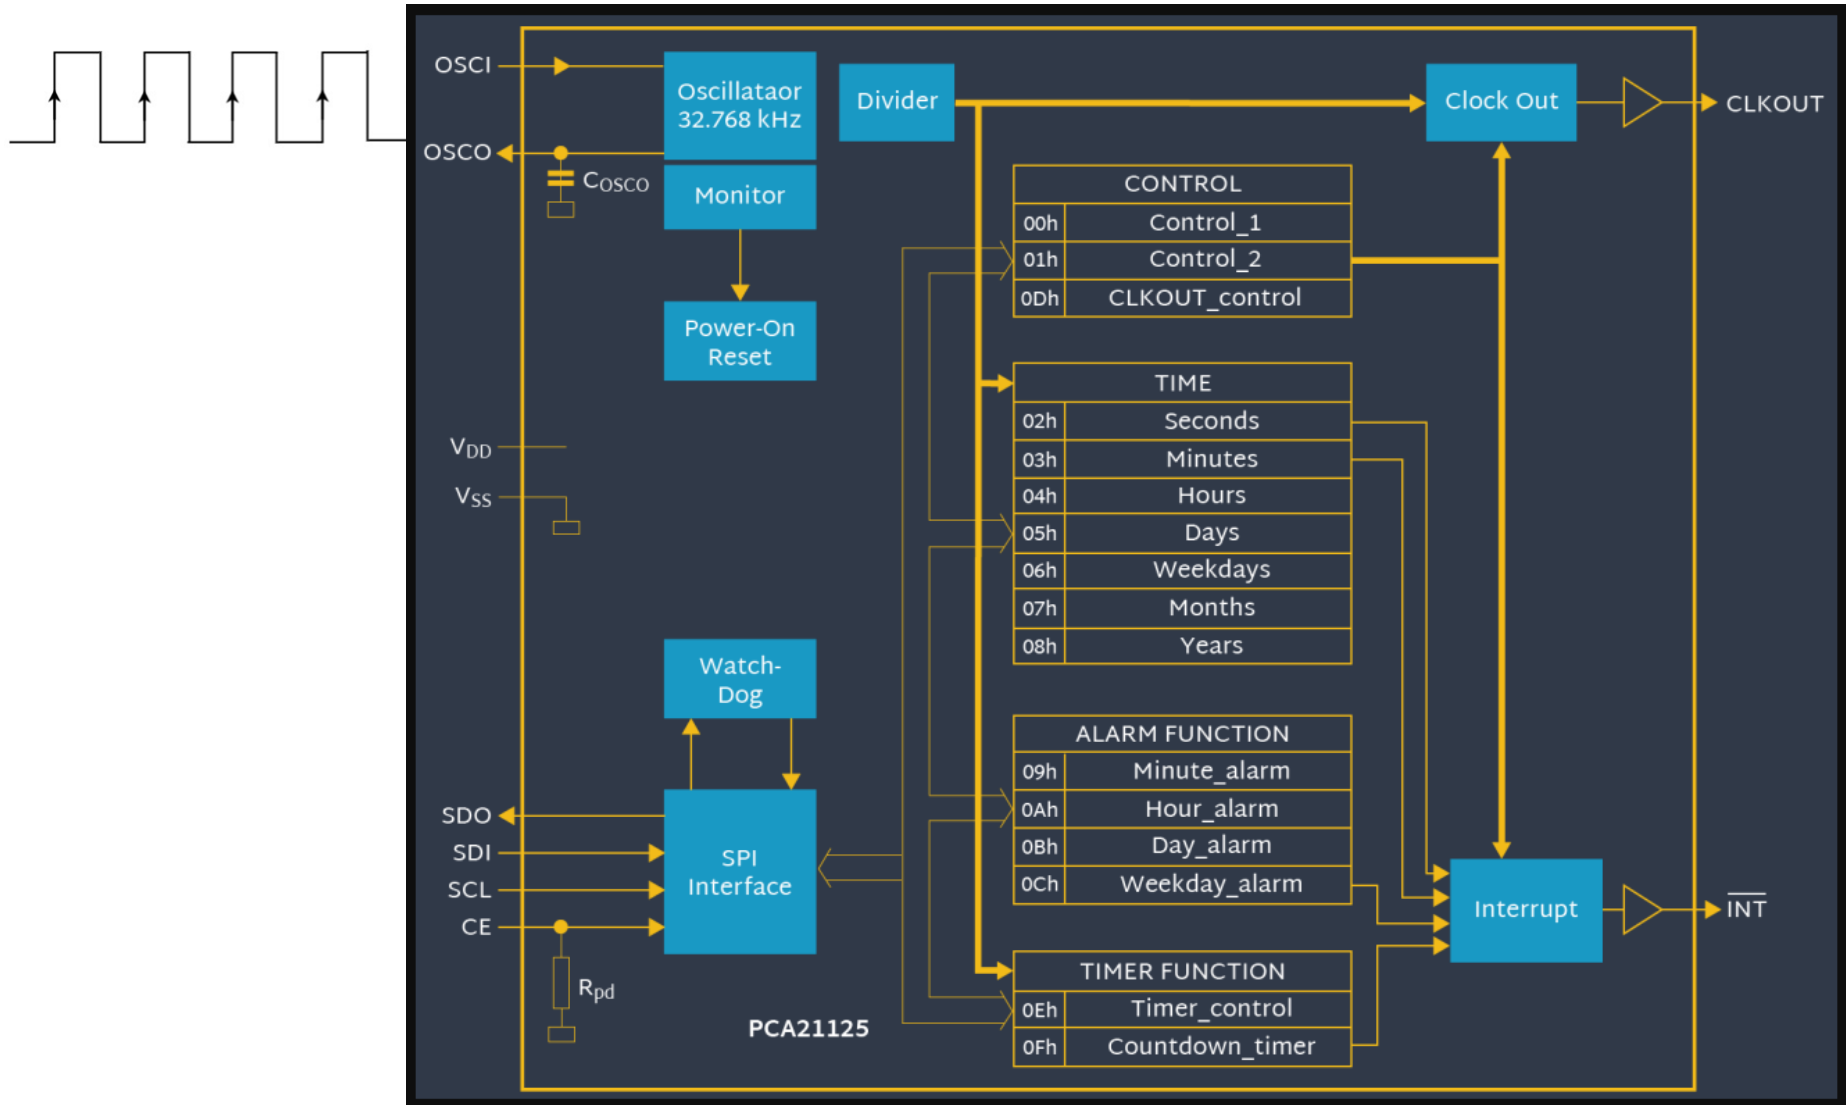 OSCI
Oscillataor
32.768 kHz
OSCO
COSCO
Monitor
Power-On
Reset
VDD
VSS
Watch-
Dog
SDO
SDI
SCL
CE
SPI
Interface
Rpd
PCA21125
Divider
Clock Out
CLKOUT
CONTROL
00h Control_1
01h Control_2
0Dh CLKOUT_control
TIME
02h Seconds
03h Minutes
04h Hours
05h Days
06h Weekdays
07h Months
08h Years
ALARM FUNCTION
09h Minute_alarm
0Ah Hour_alarm
0Bh Day_alarm
0Ch Weekday_alarm
TIMER FUNCTION
0Eh Timer_control
0Fh Countdown_timer
Interrupt
INT